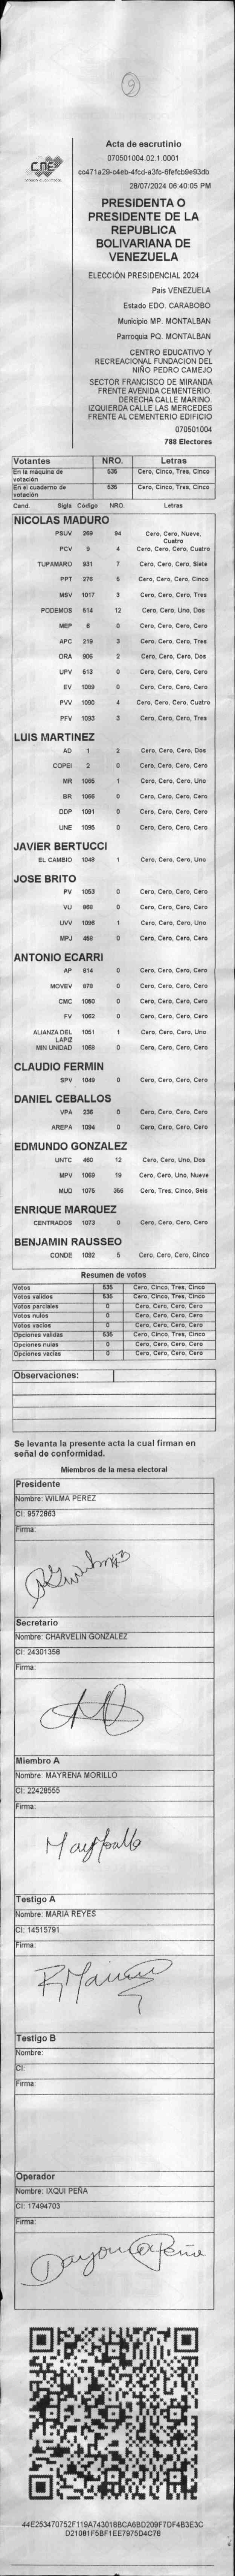 9
CNE
Acta de escrutinio
070501004.02.1.0001
28/07/2024 06:40:05 PM
PRESIDENTA O
PRESIDENTE DE LA
REPUBLICA
BOLIVARIANA DE
VENEZUELA
ELECCIÓN PRESIDENCIAL 2024
Pais VENEZUELA
Estado EDO. CARABOBO
Municipio MP. MONTALBAN
Parroquia PQ. MONTALBAN
CENTRO EDUCATIVO Y
RECREACIONAL FUNDACION DEL
NIÑO PEDRO CAMEJO
SECTOR FRANCISCO DE MIRANDA
FRENTE AVENIDA CEMENTERIO.
DERECHA CALLE MARINO.
IZQUIERDA CALLE LAS MERCEDES
FRENTE AL CEMENTERIO EDIFICIO
070501004
788 Electores
Votantes NRO. Letras
En la maquina de votación 535 Cero, Cinco, Tres, Cinco
En el cuaderno de votación 535 Cero, Cinco, Tres, Cinco
Cand. Sigla Codigo NRO. Letras
NICOLAS MADURO
PSUV 269 94 Cero, Cero, Nueve, Cuatro
PCV 9 4 Cero, Cero, Cero, Cuatro
TUPAMARO 931 7 Cero, Cero, Cero, Siete
PPT 276 5 Cero, Cero, Cero, Cinco
MSV 1017 3 Cero, Cero, Cero, Tres
PODEMOS 514 12 Cero, Cero, Uno, Dos
MEP 6 0 Cero, Cero, Cero, Cero
APC 219 3 Cero, Cero, Cero, Tres
ORA 906 2 Cero, Cero, Cero, Dos
UPV 513 0 Cero, Cero, Cero, Cero
EV 1089 0 Cero, Cero, Cero, Cero
PVV 1090 4 Cero, Cero, Cero, Cuatro
PFV 1093 3 Cero, Cero, Cero, Tres
LUIS MARTINEZ
AD 1 2 Cero, Cero, Cero, Dos
COPEI 2 0 Cero, Cero, Cero, Cero
MR 1065 1 Cero, Cero, Cero, Uno
BR 1066 0 Cero, Cero, Cero, Cero
DDP 1091 0 Cero, Cero, Cero, Cero
UNE 1095 0 Cero, Cero, Cero, Cero
JAVIER BERTUCCI
EL CAMBIO 1048 1 Cero, Cero, Cero, Uno
JOSE BRITO
PV 1053 0 Cero, Cero, Cero, Cero
VU 868 0 Cero, Cero, Cero, Cero
UVV 1096 1 Cero, Cero, Cero, Uno
MPJ 458 0 Cero, Cero, Cero, Cero
ANTONIO ECARRI
AP 814 0 Cero, Cero, Cero, Cero
MOVEV 978 0 Cero, Cero, Cero, Cero
CMC 1050 0 Cero, Cero, Cero, Cero
FV 1062 0 Cero, Cero, Cero, Cero
ALIANZA DEL LAPIZ 1051 1 Cero, Cero, Cero, Uno
MIN UNIDAD 1068 0 Cero, Cero, Cero, Cero
CLAUDIO FERMIN
SPV 1049 0 Cero, Cero, Cero, Cero
DANIEL CEBALLOS
VPA 236 0 Cero, Cero, Cero, Cero
AREPA 1094 0 Cero, Cero, Cero, Cero
EDMUNDO GONZALEZ
UNTC 460 12 Cero, Cero, Uno, Dos
MPV 1069 19 Cero, Cero, Uno, Nueve
MUD 1075 356 Cero, Tres, Cinco, Seis
ENRIQUE MARQUEZ
CENTRADOS 1073 0 Cero, Cero, Cero, Cero
BENJAMIN RAUSSEO
CONDE 1092 5 Cero, Cero, Cero, Cinco
Resumen de votos
Votos 535 Cero, Cinco, Tres, Cinco
Votos validos 535 Cero, Cinco, Tres, Cinco
Votos parciales 0 Cero, Cero, Cero, Cero
Votos nulos 0 Cero, Cero, Cero, Cero
Votos vacios 0 Cero, Cero, Cero, Cero
Opciones validas 535 Cero, Cinco, Tres, Cinco
Opciones nulas 0 Cero, Cero, Cero, Cero
Opciones vacias 0 Cero, Cero, Cero, Cero
Observaciones:
Se levanta la presente acta la cual firman en
señal de conformidad.
Miembros de la mesa electoral
Presidente
Nombre: WILMA PEREZ
CI: 9572863
Firma:
Secretario
Nombre: CHARVELIN GONZALEZ
CI: 24301358
Firma:
Miembro A
Nombre: MAYRENA MORILLO
CI: 22428555
Firma:
Testigo A
Nombre: MARIA REYES
CI: 14515791
Firma:
Testigo B
Nombre:
CI:
Firma:
Operador
Nombre: IXQUI PEÑA
CI: 17494703
Firma:
44E253470752F119A743018BCA6BD209F7DF4B3E3C
D21081F5BF1EE7975D4C78